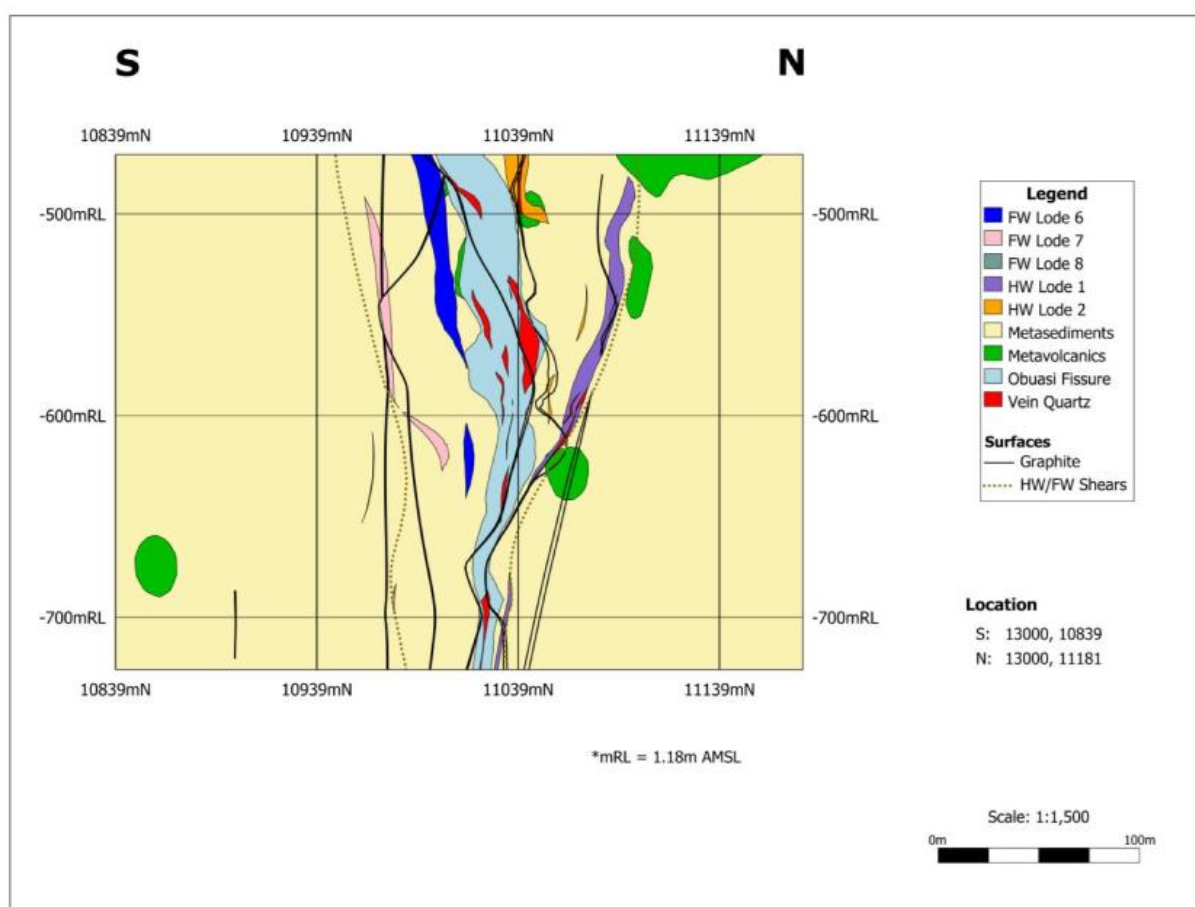 S
N
10839mN
10939mN
11039mN
11139mN
-500mRL
-500mRL
-600mRL
-600mRL
-700mRL
-700mRL
10839mN
10939mN
11039mN
11139mN
Legend
FW Lode 6
FW Lode 7
FW Lode 8
HW Lode 1
HW Lode 2
Metasediments
Metavolcanics
Obuasi Fissure
Vein Quartz
Surfaces
Graphite
HW/FW Shears
Location
S: 13000, 10839
N: 13000, 11181
*mRL = 1.18m AMSL
Scale: 1:1,500
0m
100m